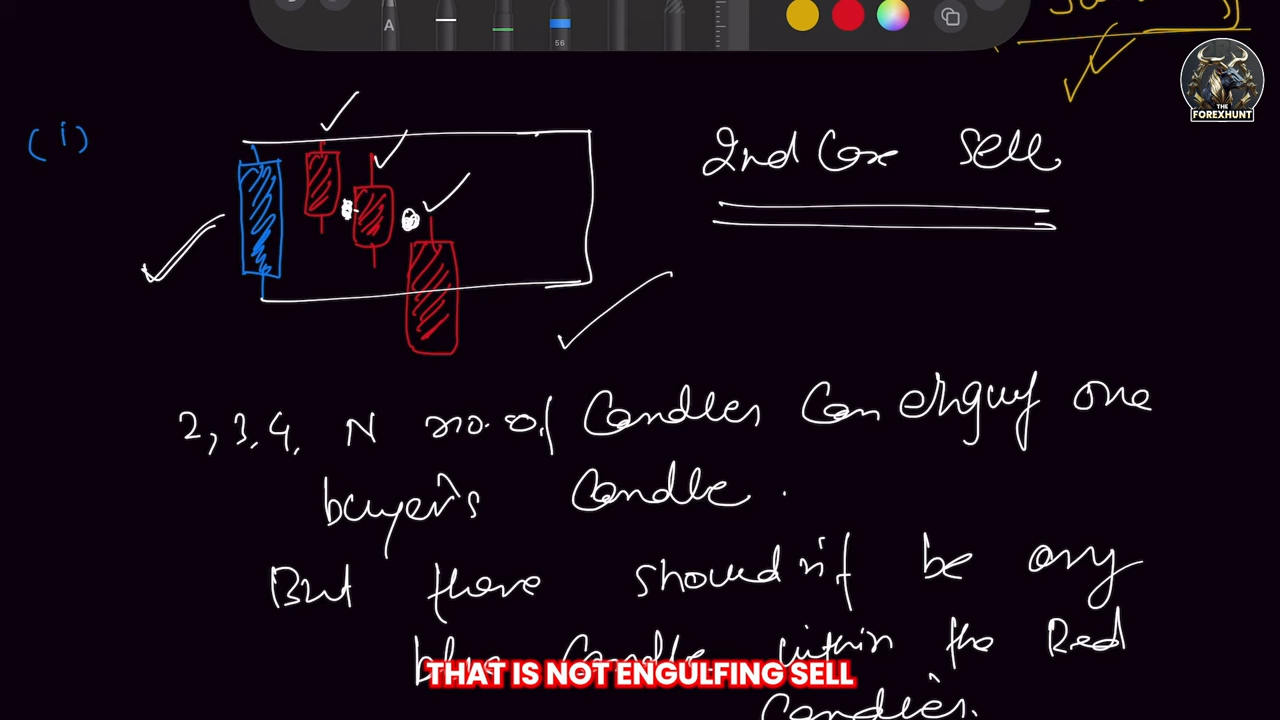 THE
FOREXHUNT
A
56
(i)
2nd Case Sell
2, 3, 4, N no. of Candles Can engulf one
buyer's Candle.
But there shouldn't be any
blue Candle within the Red
Candles.
THAT IS NOT ENGULFING SELL